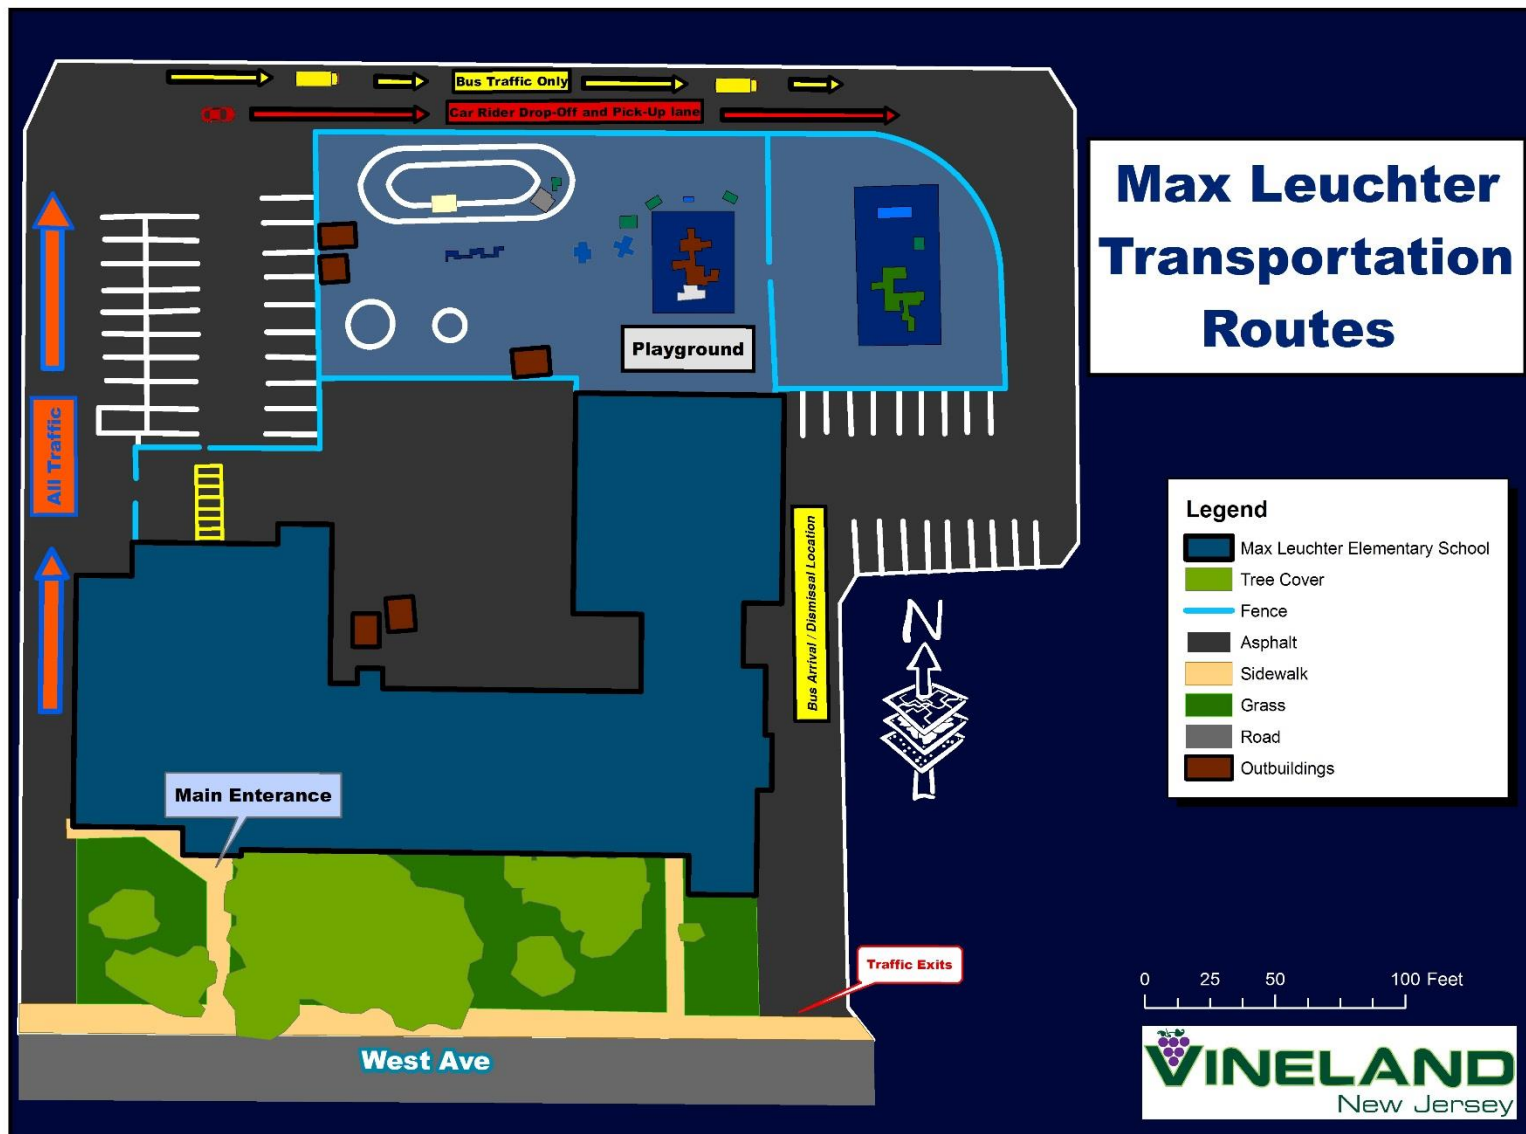 Bus Traffic Only
Car Rider Drop-Off and Pick-Up lane
Max Leuchter
Transportation
Routes
Playground
All Traffic
Bus Arrival / Dismissal Location
Legend
Max Leuchter Elementary School
Tree Cover
Fence
Asphalt
Sidewalk
Grass
Road
Outbuildings
N
Main Enterance
Traffic Exits
0 25 50 100 Feet
West Ave
VINELAND
New Jersey